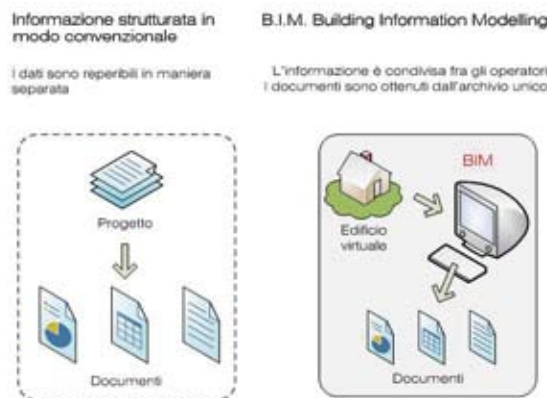 Informazione strutturata in
modo convenzionale
I dati sono reperibili in maniera
separata
Progetto
Documenti
B.I.M. Building Information Modelling
L'informazione è condivisa fra gli operatori
I documenti sono ottenuti dall'archivio unico
BIM
Edificio
virtuale
Documenti